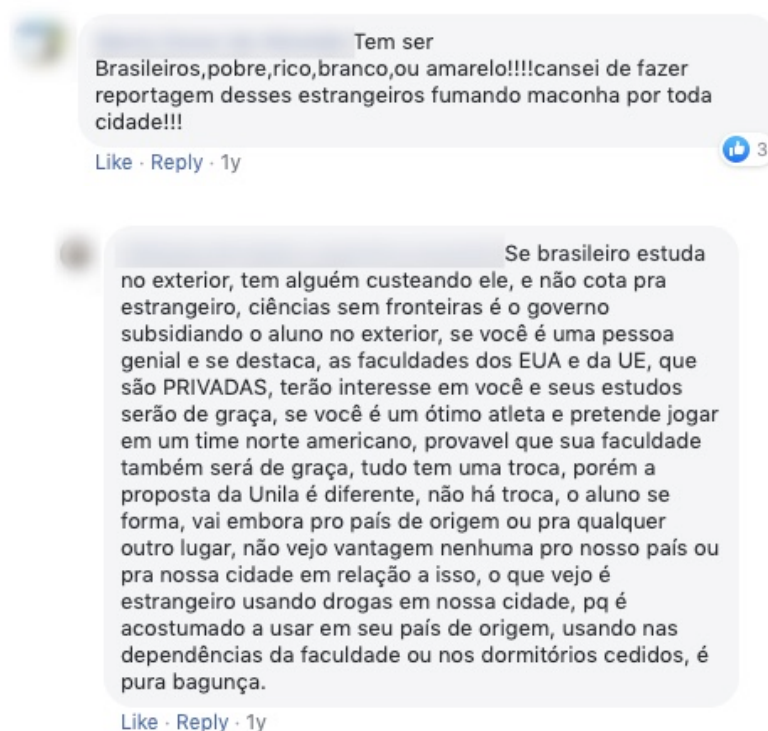 Tem ser
Brasileiros,pobre,rico,branco,ou amarelo!!!!cansei de fazer
reportagem desses estrangeiros fumando maconha por toda
cidade!!!
Like · Reply · 1y
3
Se brasileiro estuda
no exterior, tem alguém custeando ele, e não cota pra
estrangeiro, ciências sem fronteiras é o governo
subsidiando o aluno no exterior, se você é uma pessoa
genial e se destaca, as faculdades dos EUA e da UE, que
são PRIVADAS, terão interesse em você e seus estudos
serão de graça, se você é um ótimo atleta e pretende jogar
em um time norte americano, provavel que sua faculdade
também será de graça, tudo tem uma troca, porém a
proposta da Unila é diferente, não há troca, o aluno se
forma, vai embora pro país de origem ou pra qualquer
outro lugar, não vejo vantagem nenhuma pro nosso país ou
pra nossa cidade em relação a isso, o que vejo é
estrangeiro usando drogas em nossa cidade, pq é
acostumado a usar em seu país de origem, usando nas
dependências da faculdade ou nos dormitórios cedidos, é
pura bagunça.
Like · Reply · 1y